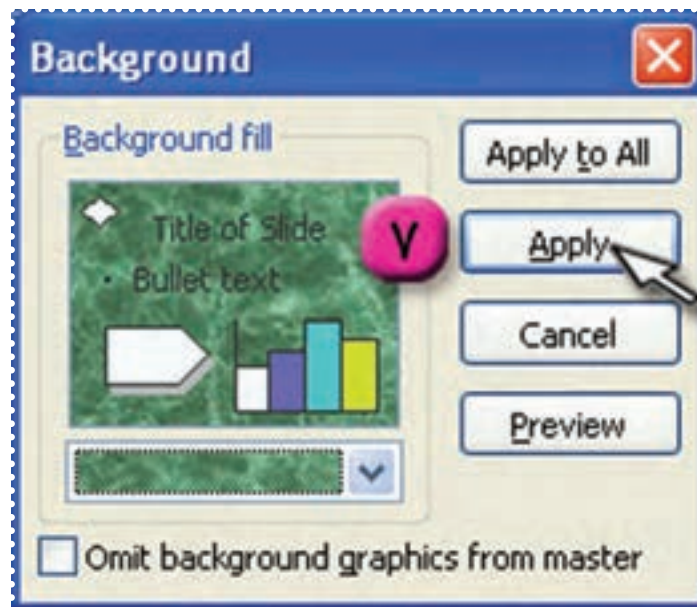 Background
Background fill
Apply to All
Title of Slide
۷
Apply
• Bullet text
Cancel
Preview
Omit background graphics from master